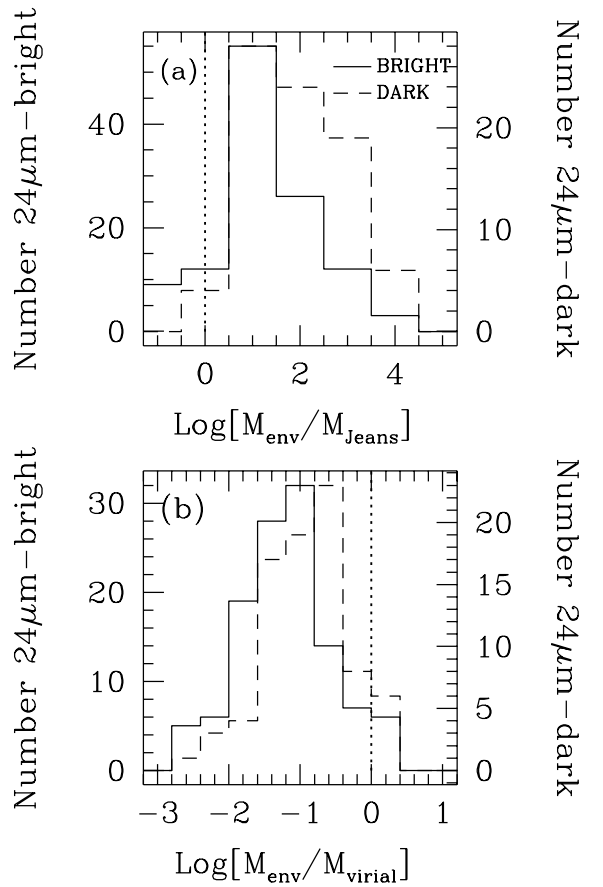 (a)
BRIGHT
DARK
Number 24μm−bright
40
20
0
Number 24μm−dark
20
10
0
0 2 4
Log[M_env/M_Jeans]
(b)
Number 24μm−bright
30
20
10
0
Number 24μm−dark
20
15
10
5
0
−3 −2 −1 0 1
Log[M_env/M_virial]